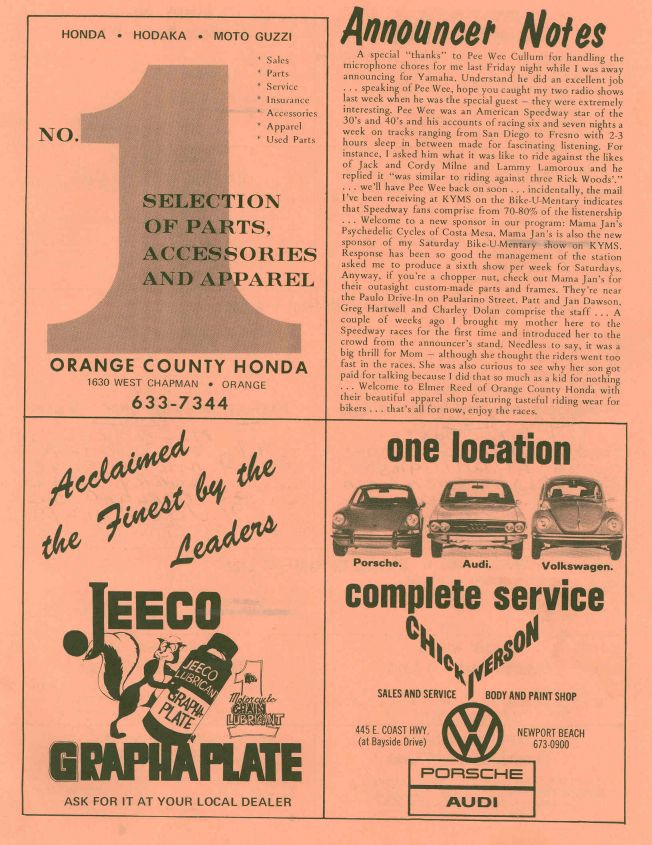 HONDA • HODAKA • MOTO GUZZI
* Sales
* Parts
* Service
* Insurance
* Accessories
* Apparel
* Used Parts
NO.
1
SELECTION
OF PARTS,
ACCESSORIES
AND APPAREL
ORANGE COUNTY HONDA
1630 WEST CHAPMAN • ORANGE
633-7344
Announcer Notes
A special "thanks" to Pee Wee Cullum for handling the
microphone chores for me last Friday night while I was away
announcing for Yamaha. Understand he did an excellent job
. . . speaking of Pee Wee, hope you caught my two radio shows
last week when he was the special guest – they were extremely
interesting. Pee Wee was an American Speedway star of the
30's and 40's and his accounts of racing six and seven nights a
week on tracks ranging from San Diego to Fresno with 2-3
hours sleep in between made for fascinating listening. For
instance, I asked him what it was like to ride against the likes
of Jack and Cordy Milne and Lammy Lamoroux and he
replied it "was similar to riding against three Rick Woods'."
. . . we'll have Pee Wee back on soon . . . incidentally, the mail
I've been receiving at KYMS on the Bike-U-Mentary indicates
that Speedway fans comprise from 70-80% of the listenership
. . . Welcome to a new sponsor in our program: Mama Jan's
Psychedelic Cycles of Costa Mesa. Mama Jan's is also the new
sponsor of my Saturday Bike-U-Mentary show on KYMS.
Response has been so good the management of the station
asked me to produce a sixth show per week for Saturdays.
Anyway, if you're a chopper nut, check out Mama Jan's for
their outasight custom-made parts and frames. They're near
the Paulo Drive-In on Paularino Street. Patt and Jan Dawson,
Greg Hartwell and Charley Dolan comprise the staff . . . A
couple of weeks ago I brought my mother here to the
Speedway races for the first time and introduced her to the
crowd from the announcer's stand. Needless to say, it was a
big thrill for Mom – although she thought the riders went too
fast in the races. She was also curious to see why her son got
paid for talking because I did that so much as a kid for nothing
. . . Welcome to Elmer Reed of Orange County Honda with
their beautiful apparel shop featuring tasteful riding wear for
bikers . . . that's all for now, enjoy the races.
Acclaimed
the Finest by the
Leaders
JEECO
JEECO
LUBRICANT
GRAPHA-
PLATE
1
Motorcycle
CHAIN
LUBRICANT
GRAPHAPLATE
ASK FOR IT AT YOUR LOCAL DEALER
one location
Porsche. Audi. Volkswagen.
complete service
CHICK IVERSON
SALES AND SERVICE BODY AND PAINT SHOP
445 E. COAST HWY.
(at Bayside Drive)
VW
NEWPORT BEACH
673-0900
PORSCHE
AUDI